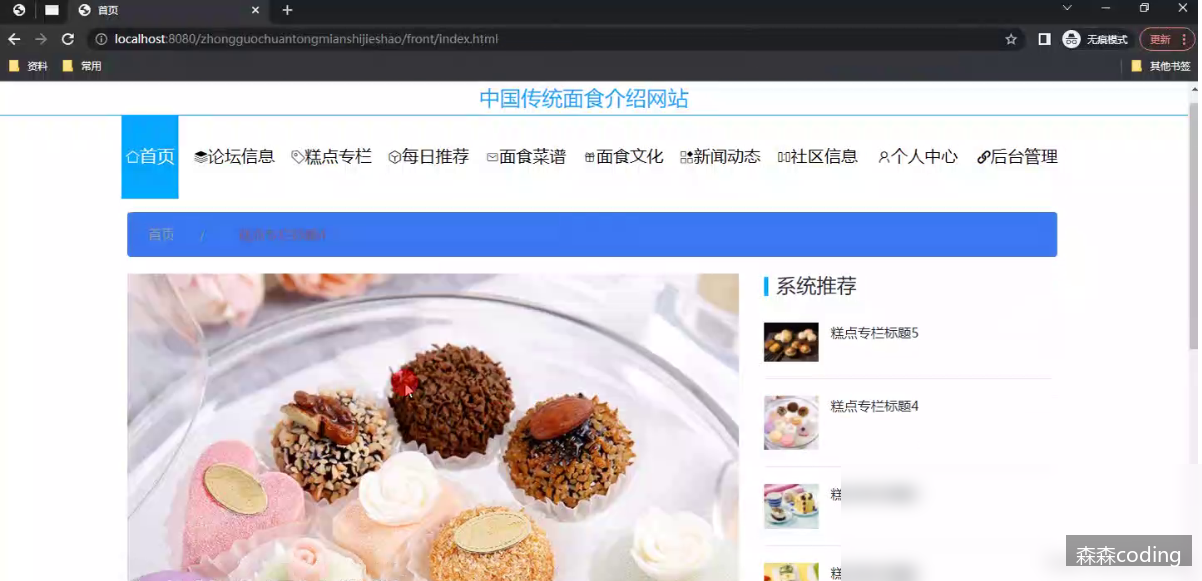 首页
localhost:8080/zhongguochuantongmianshijieshao/front/index.html
无痕模式
更新
资料
常用
其他书签
中国传统面食介绍网站
首页 论坛信息 糕点专栏 每日推荐 面食菜谱 面食文化 新闻动态 社区信息 个人中心 后台管理
首页 /
系统推荐
糕点专栏标题5
糕点专栏标题4
糕
糕
森森coding